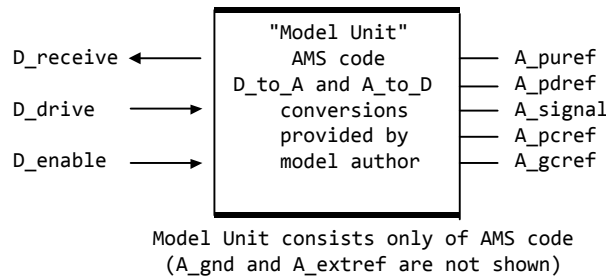 "Model Unit"
D_receive AMS code A_puref
D_to_A and A_to_D A_pdref
D_drive conversions A_signal
provided by A_pcref
D_enable model author A_gcref
Model Unit consists only of AMS code
(A_gnd and A_extref are not shown)